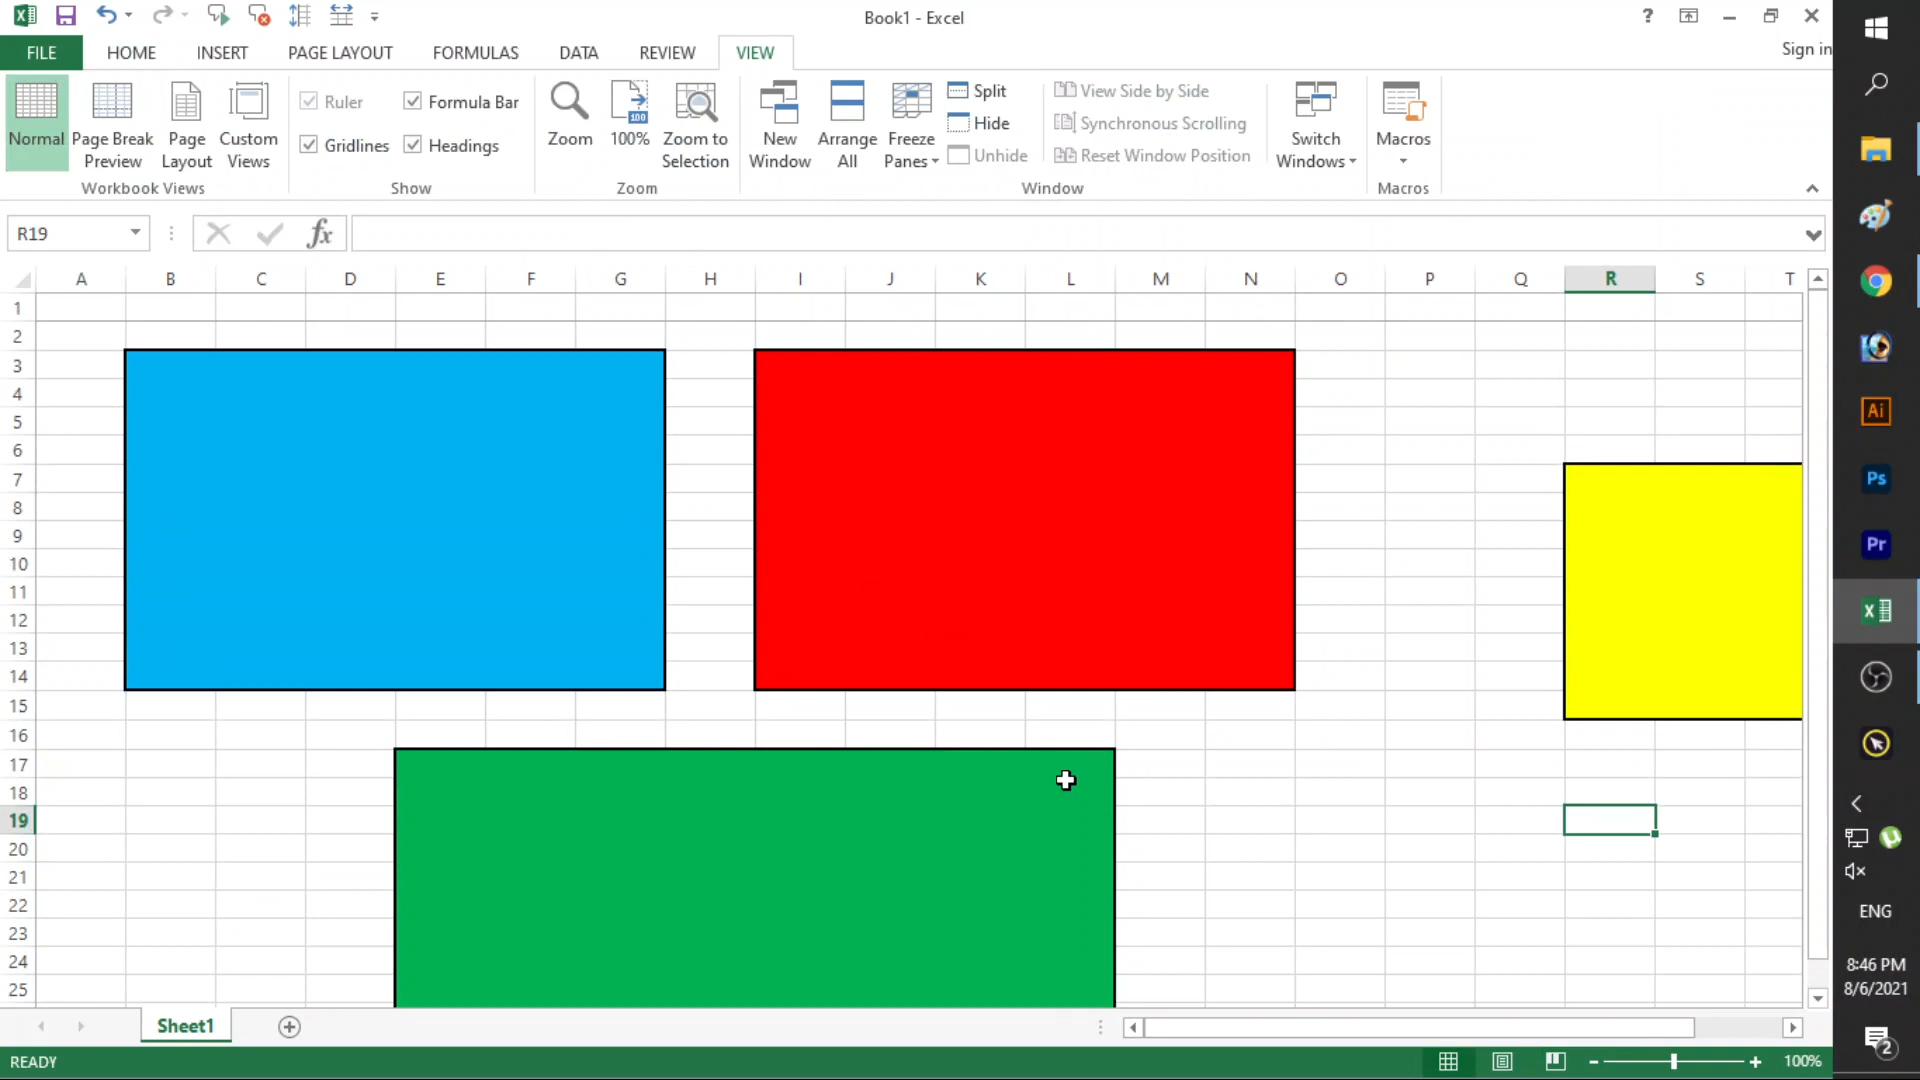 Book1 - Excel
?
Sign in
FILE HOME INSERT PAGE LAYOUT FORMULAS DATA REVIEW VIEW
Normal
Page Break Preview
Page Layout
Custom Views
Workbook Views
Ruler
Formula Bar
Gridlines
Headings
Show
Zoom
100
100%
Zoom to Selection
Zoom
New Window
Arrange All
Freeze Panes
Split
Hide
Unhide
View Side by Side
Synchronous Scrolling
Reset Window Position
Window
Switch Windows
Macros
Macros
R19
fx
A B C D E F G H I J K L M N O P Q R S T
1
2
3
4
5
6
7
8
9
10
11
12
13
14
15
16
17
18
19
20
21
22
23
24
25
Sheet1
READY
100%
Ai
Ps
Pr
ENG
8:46 PM
8/6/2021
2